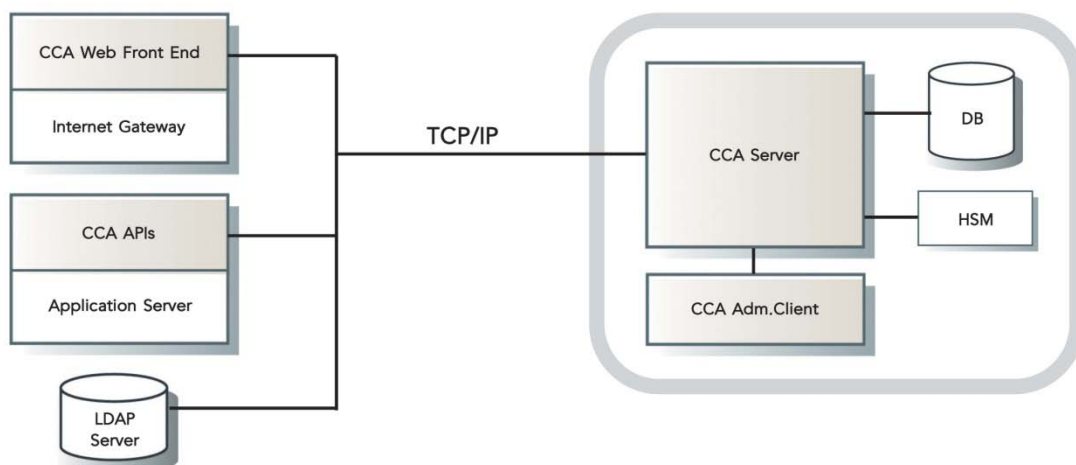 CCA Web Front End
Internet Gateway
CCA APIs
Application Server
LDAP
Server
TCP/IP
CCA Server
DB
HSM
CCA Adm.Client